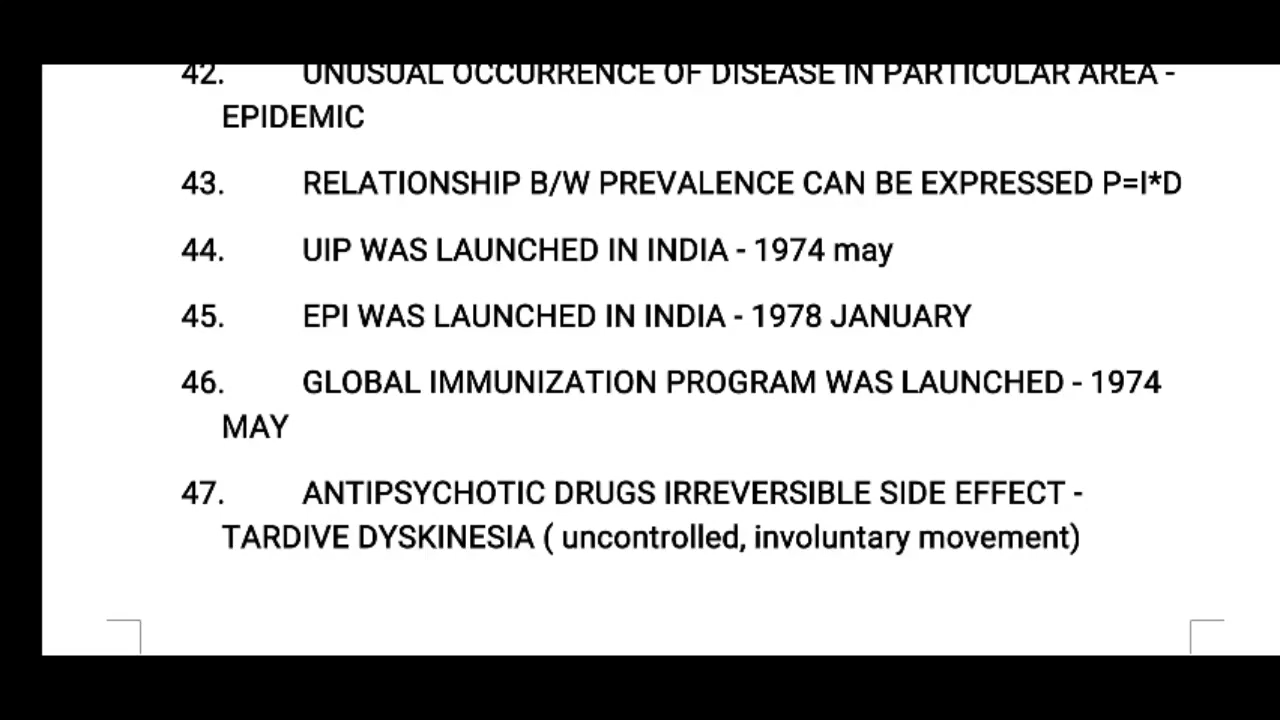 42. UNUSUAL OCCURRENCE OF DISEASE IN PARTICULAR AREA -
EPIDEMIC
43. RELATIONSHIP B/W PREVALENCE CAN BE EXPRESSED P=I*D
44. UIP WAS LAUNCHED IN INDIA - 1974 may
45. EPI WAS LAUNCHED IN INDIA - 1978 JANUARY
46. GLOBAL IMMUNIZATION PROGRAM WAS LAUNCHED - 1974
MAY
47. ANTIPSYCHOTIC DRUGS IRREVERSIBLE SIDE EFFECT -
TARDIVE DYSKINESIA ( uncontrolled, involuntary movement)